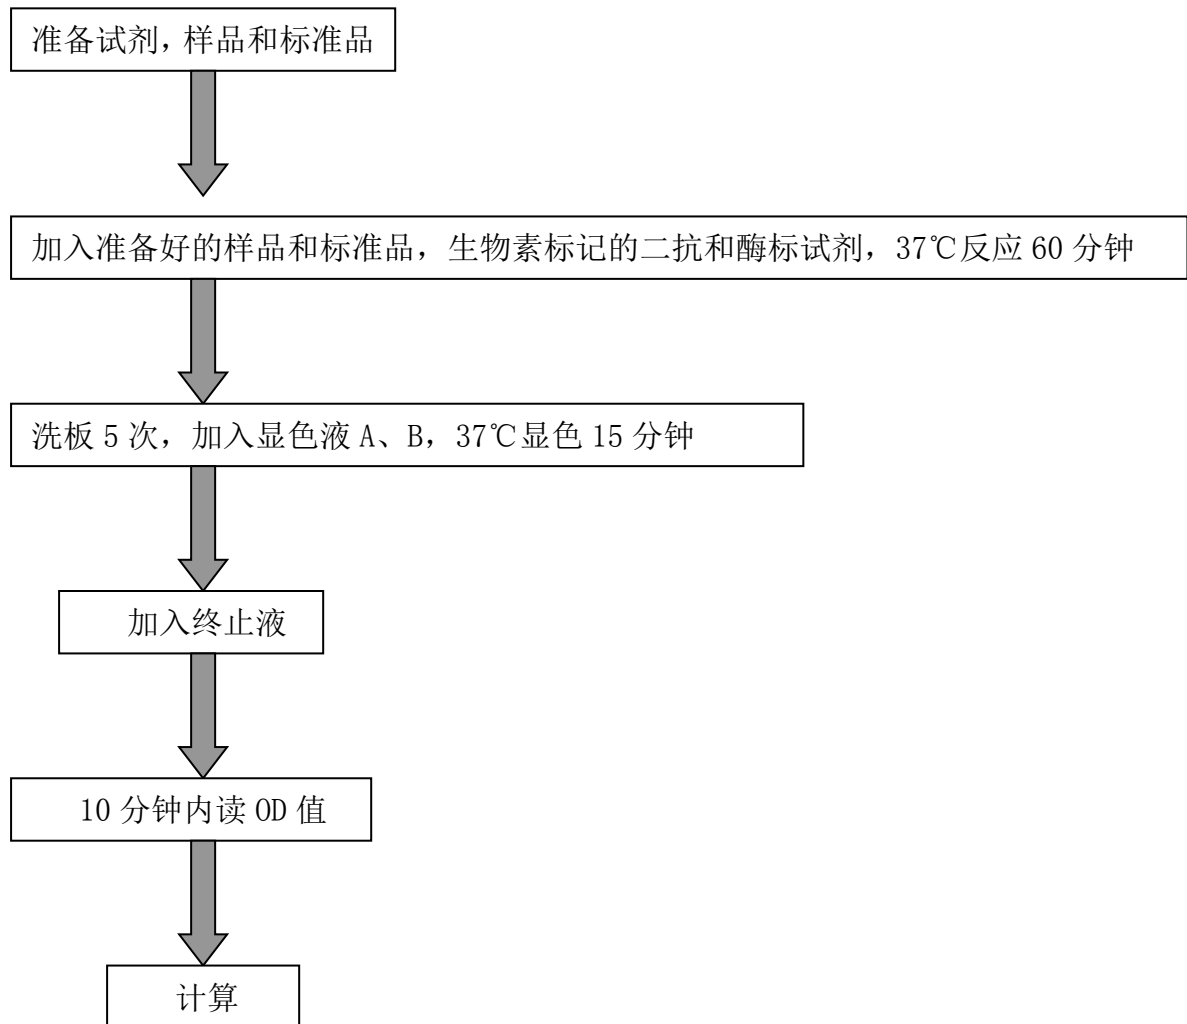 准备试剂，样品和标准品
加入准备好的样品和标准品，生物素标记的二抗和酶标试剂，37℃反应 60 分钟
洗板 5 次，加入显色液 A、B，37℃显色 15 分钟
加入终止液
10 分钟内读 OD 值
计算